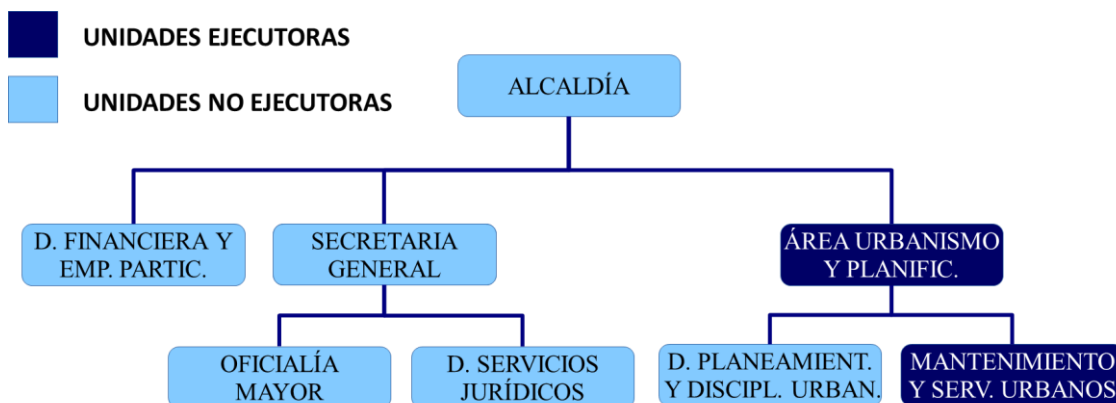 UNIDADES EJECUTORAS
UNIDADES NO EJECUTORAS
ALCALDÍA
D. FINANCIERA Y
EMP. PARTIC.
SECRETARIA
GENERAL
ÁREA URBANISMO
Y PLANIFIC.
OFICIALÍA
MAYOR
D. SERVICIOS
JURÍDICOS
D. PLANEAMIENT.
Y DISCIPL. URBAN.
MANTENIMIENTO
Y SERV. URBANOS